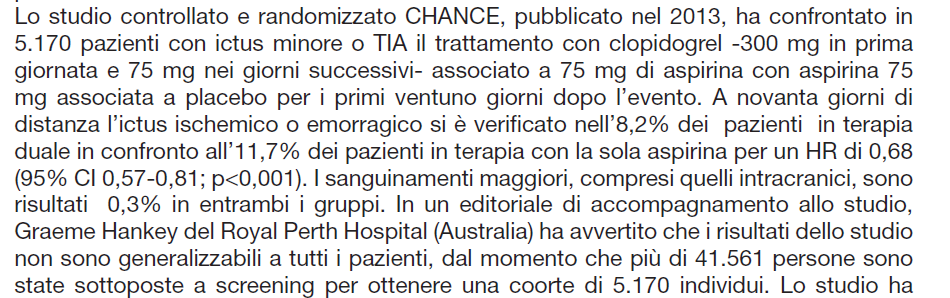 Lo studio controllato e randomizzato CHANCE, pubblicato nel 2013, ha confrontato in
5.170 pazienti con ictus minore o TIA il trattamento con clopidogrel -300 mg in prima
giornata e 75 mg nei giorni successivi- associato a 75 mg di aspirina con aspirina 75
mg associata a placebo per i primi ventuno giorni dopo l'evento. A novanta giorni di
distanza l'ictus ischemico o emorragico si è verificato nell'8,2% dei pazienti in terapia
duale in confronto all'11,7% dei pazienti in terapia con la sola aspirina per un HR di 0,68
(95% CI 0,57-0,81; p<0,001). I sanguinamenti maggiori, compresi quelli intracranici, sono
risultati 0,3% in entrambi i gruppi. In un editoriale di accompagnamento allo studio,
Graeme Hankey del Royal Perth Hospital (Australia) ha avvertito che i risultati dello studio
non sono generalizzabili a tutti i pazienti, dal momento che più di 41.561 persone sono
state sottoposte a screening per ottenere una coorte di 5.170 individui. Lo studio ha